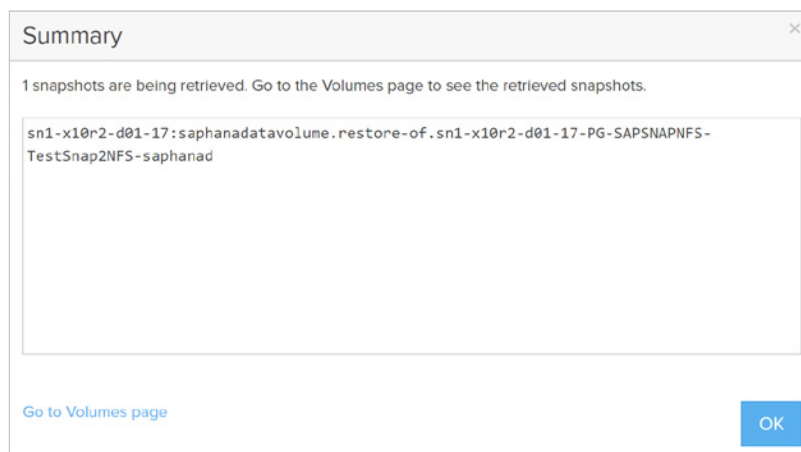 Summary
×
1 snapshots are being retrieved. Go to the Volumes page to see the retrieved snapshots.
sn1-x10r2-d01-17:saphanadatavolume.restore-of.sn1-x10r2-d01-17-PG-SAPSNAPNFS-
TestSnap2NFS-saphanad
Go to Volumes page
OK